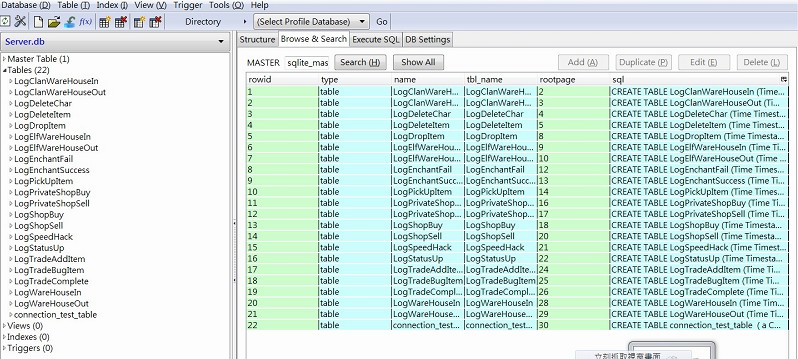 Database (D) Table (T) Index (I) View (V) Trigger Tools (S) Help
f(x) Directory (Select Profile Database) Go
Server.db
Master Table (1)
Tables (22)
LogClanWareHouseIn
LogClanWareHouseOut
LogDeleteChar
LogDeleteItem
LogDropItem
LogElfWareHouseIn
LogElfWareHouseOut
LogEnchantFail
LogEnchantSuccess
LogPickUpItem
LogPrivateShopBuy
LogPrivateShopSell
LogShopBuy
LogShopSell
LogSpeedHack
LogStatusUp
LogTradeAddItem
LogTradeBugItem
LogTradeComplete
LogWareHouseIn
LogWareHouseOut
connection_test_table
Views (0)
Indexes (0)
Triggers (0)
Structure Browse & Search Execute SQL DB Settings
MASTER sqlite_mas Search (H) Show All Add (A) Duplicate (P) Edit (E) Delete (L)
rowid type name tbl_name rootpage sql
1 table LogClanWareH... LogClanWareH... 2 CREATE TABLE LogClanWareHouseIn (Time...
2 table LogClanWareH... LogClanWareH... 3 CREATE TABLE LogClanWareHouseOut (Ti...
3 table LogDeleteChar LogDeleteChar 4 CREATE TABLE LogDeleteChar (Time Times...
4 table LogDeleteItem LogDeleteItem 5 CREATE TABLE LogDeleteItem (Time Timest...
5 table LogDropItem LogDropItem 8 CREATE TABLE LogDropItem (Time Timesta...
6 table LogElfWareHou... LogElfWareHou... 9 CREATE TABLE LogElfWareHouseIn (Time Ti...
7 table LogElfWareHou... LogElfWareHou... 10 CREATE TABLE LogElfWareHouseOut (Time...
8 table LogEnchantFail LogEnchantFail 12 CREATE TABLE LogEnchantFail (Time Timest...
9 table LogEnchantSucc... LogEnchantSucc... 13 CREATE TABLE LogEnchantSuccess (Time Ti...
10 table LogPickUpItem LogPickUpItem 14 CREATE TABLE LogPickUpItem (Time Times...
11 table LogPrivateShop... LogPrivateShop... 16 CREATE TABLE LogPrivateShopBuy (Time Ti...
12 table LogPrivateShop... LogPrivateShop... 17 CREATE TABLE LogPrivateShopSell (Time Ti...
13 table LogShopBuy LogShopBuy 18 CREATE TABLE LogShopBuy (Time Timesta...
14 table LogShopSell LogShopSell 20 CREATE TABLE LogShopSell (Time Timesta...
15 table LogSpeedHack LogSpeedHack 21 CREATE TABLE LogSpeedHack (Time Times...
16 table LogStatusUp LogStatusUp 22 CREATE TABLE LogStatusUp (Time Timesta...
17 table LogTradeAddIte... LogTradeAddIte... 24 CREATE TABLE LogTradeAddItem (Time Ti...
18 table LogTradeBugItem LogTradeBugItem 25 CREATE TABLE LogTradeBugItem (Time Ti...
19 table LogTradeCompl... LogTradeCompl... 26 CREATE TABLE LogTradeComplete (Time Ti...
20 table LogWareHouseIn LogWareHouseIn 28 CREATE TABLE LogWareHouseIn (Time Ti...
21 table LogWareHouseO... LogWareHouseO... 29 CREATE TABLE LogWareHouseOut (Time Ti...
22 table connection_test... connection_test... 30 CREATE TABLE connection_test_table ( a C...